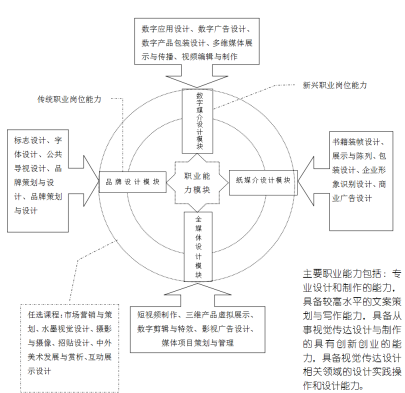 数字应用设计、数字广告设计、
数字产品包装设计、多维媒体展
示与传播、视频编辑与制作
传统职业岗位能力
新兴职业岗位能力
数字媒介设计模块
标志设计、字
体设计、公共
导视设计、品
牌策划与设
计、品牌策划
与设计
品牌设计模块
职业能
力模块
纸媒介设计模块
书籍装帧设计、
展示与陈列、包
装设计、企业形
象识别设计、商
业广告设计
全媒体设计模块
任选课程:市场营销与策
划、水墨视觉设计、摄影
与摄像、招贴设计、中外
美术发展与赏析、互动展
示设计
短视频制作、三维产品虚拟展示、
数字剪辑与特效、影视广告设计、
媒体项目策划与管理
主要职业能力包括：专
业设计和制作的能力，
具备较高水平的文案策
划与写作能力，具备从
事视觉传达设计与制作
的具有创新创业的能
力，具备视觉传达设计
相关领域的设计实践操
作和设计能力。